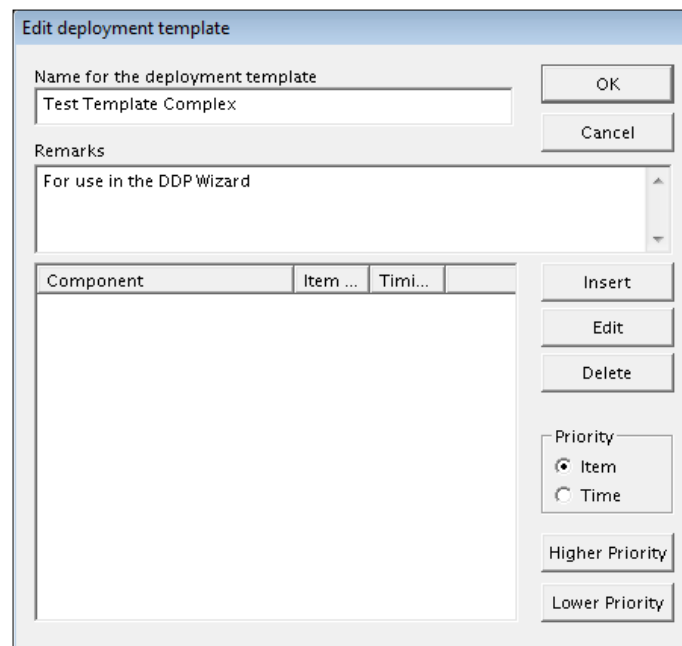 Edit deployment template
Name for the deployment template
Test Template Complex
OK
Cancel
Remarks
For use in the DDP Wizard
Component Item ... Timi...
Insert
Edit
Delete
Priority
Item
Time
Higher Priority
Lower Priority